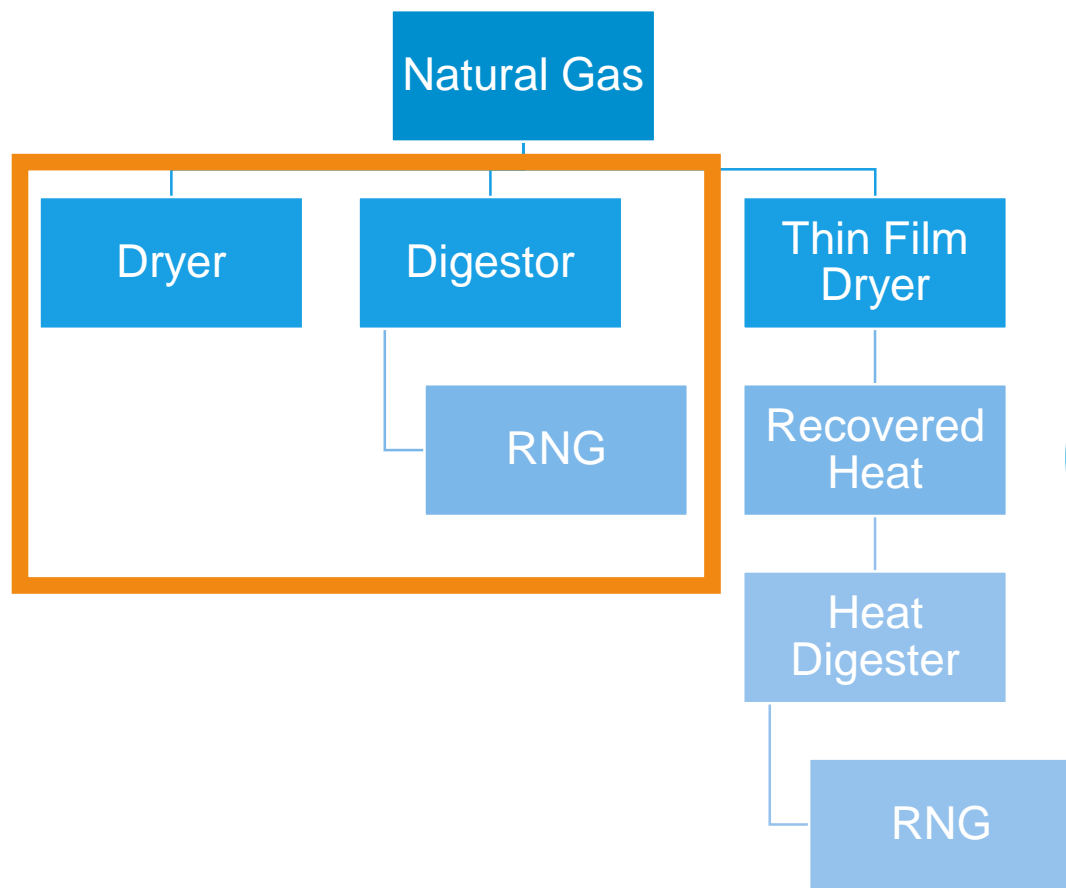 Natural Gas
Dryer
Digestor
Thin Film
Dryer
RNG
Recovered
Heat
Heat
Digester
RNG